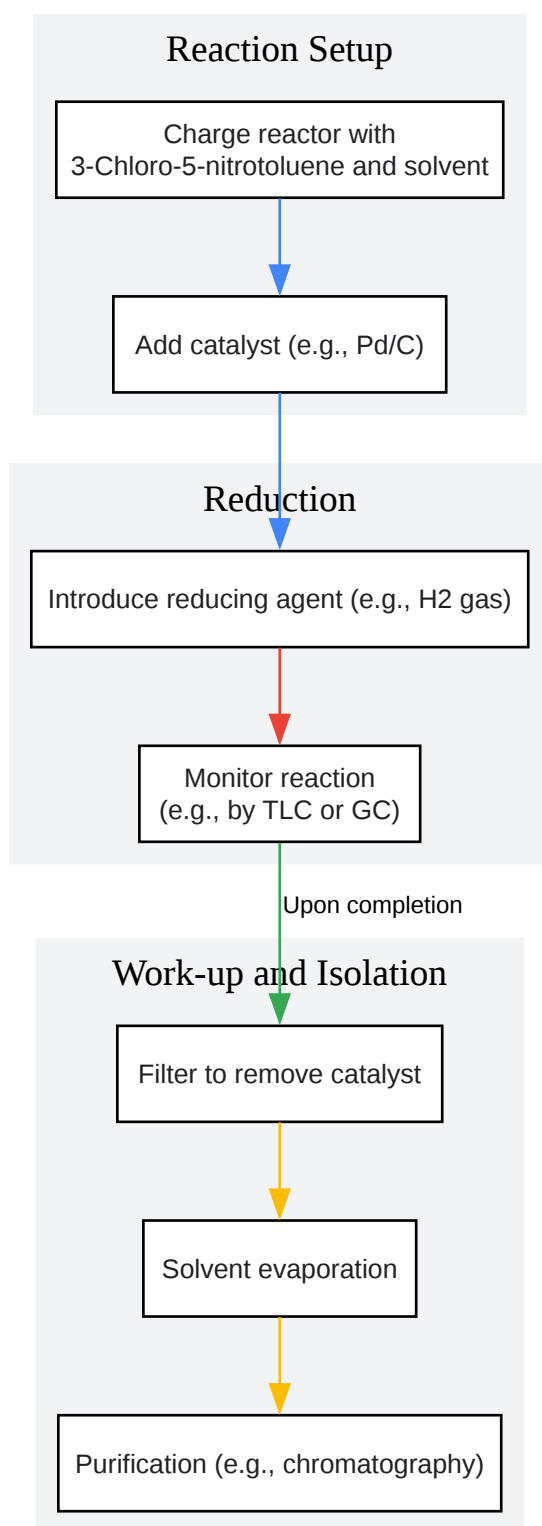 Reaction Setup
Charge reactor with
3-Chloro-5-nitrotoluene and solvent
Add catalyst (e.g., Pd/C)
Reduction
Introduce reducing agent (e.g., H2 gas)
Monitor reaction
(e.g., by TLC or GC)
Upon completion
Work-up and Isolation
Filter to remove catalyst
Solvent evaporation
Purification (e.g., chromatography)